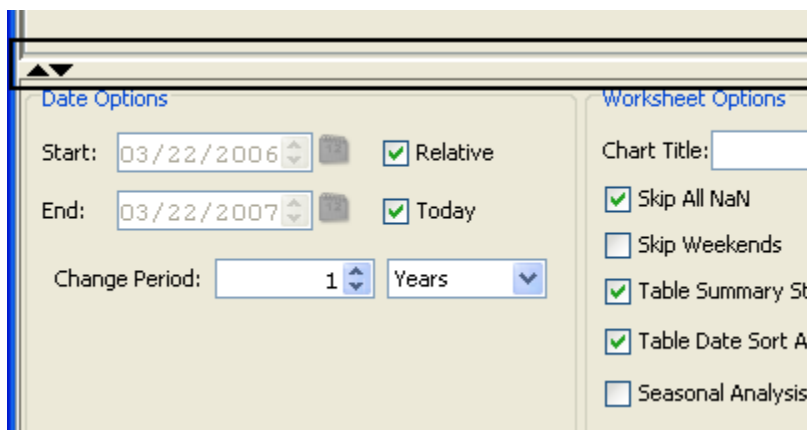 Date Options
Start: 03/22/2006 Relative
End: 03/22/2007 Today
Change Period: 1 Years
Worksheet Options
Chart Title:
Skip All NaN
Skip Weekends
Table Summary St
Table Date Sort A
Seasonal Analysis